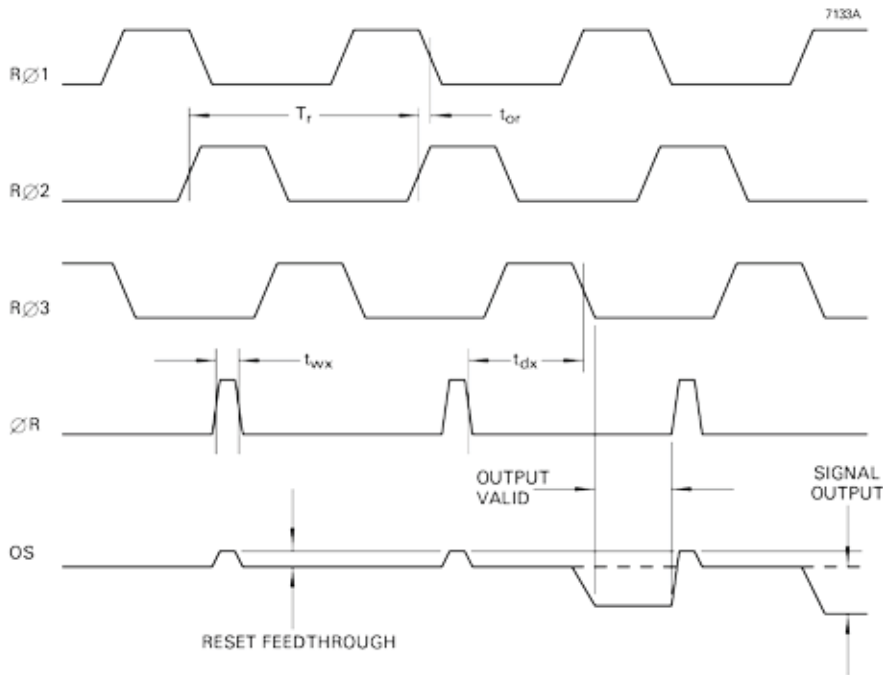 7133A
RØ1
Tr
tor
RØ2
RØ3
twx
tdx
ØR
OUTPUT
VALID
SIGNAL
OUTPUT
OS
RESET FEEDTHROUGH